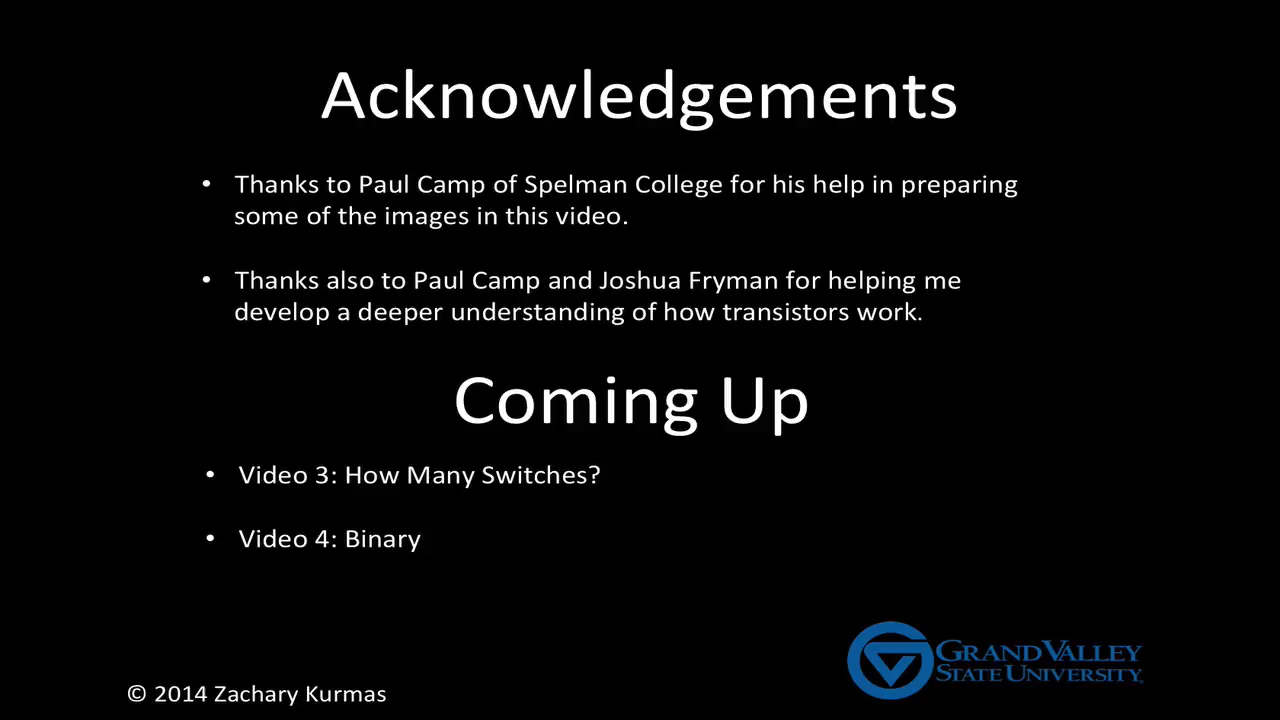 Acknowledgements
• Thanks to Paul Camp of Spelman College for his help in preparing
some of the images in this video.
• Thanks also to Paul Camp and Joshua Fryman for helping me
develop a deeper understanding of how transistors work.
Coming Up
• Video 3: How Many Switches?
• Video 4: Binary
GRAND VALLEY
STATE UNIVERSITY
© 2014 Zachary Kurmas